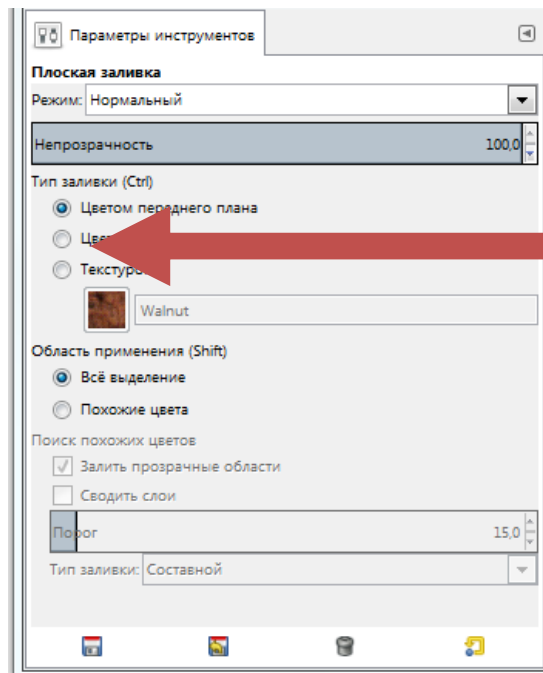 Параметры инструментов
Плоская заливка
Режим: Нормальный
Непрозрачность 100,0
Тип заливки (Ctrl)
Цветом переднего плана
Walnut
Область применения (Shift)
Всё выделение
Похожие цвета
Поиск похожих цветов
Залить прозрачные области
Сводить слои
Порог 15,0
Тип заливки: Составной